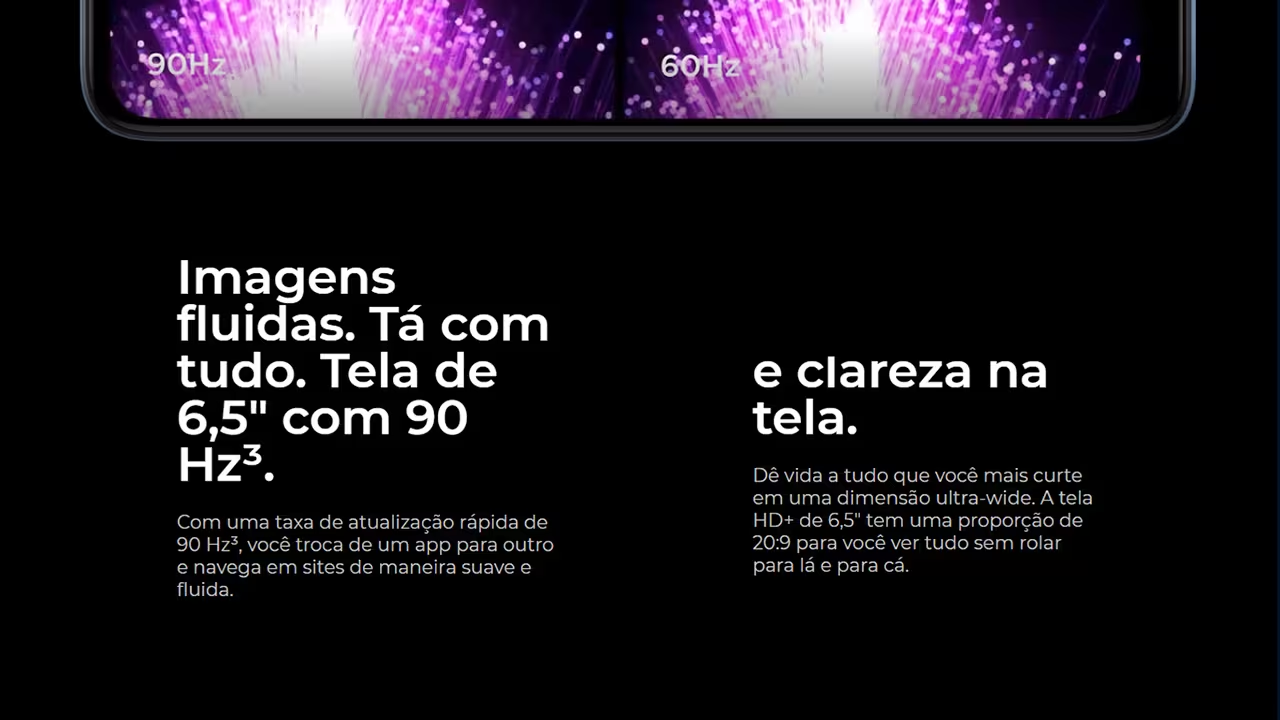 90Hz
60Hz
Imagens
fluidas. Tá com
tudo. Tela de
6,5" com 90
Hz³.
Com uma taxa de atualização rápida de
90 Hz³, você troca de um app para outro
e navega em sites de maneira suave e
fluida.
e clareza na
tela.
Dê vida a tudo que você mais curte
em uma dimensão ultra-wide. A tela
HD+ de 6,5" tem uma proporção de
20:9 para você ver tudo sem rolar
para lá e para cá.